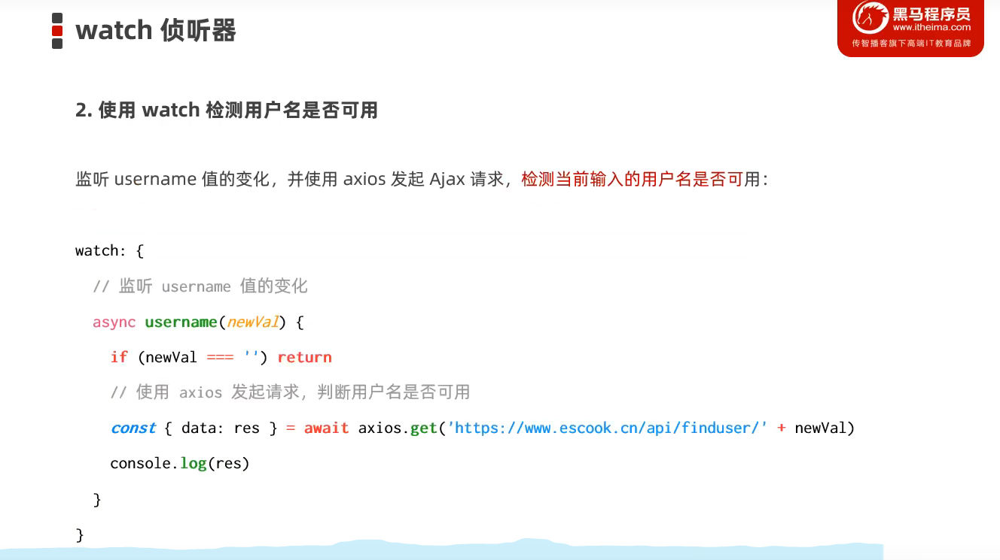 watch 侦听器
黑马程序员
www.itheima.com
传智播客旗下高端IT教育品牌
2. 使用 watch 检测用户名是否可用
监听 username 值的变化，并使用 axios 发起 Ajax 请求，检测当前输入的用户名是否可用：
watch: {
// 监听 username 值的变化
async username(newVal) {
if (newVal === '') return
// 使用 axios 发起请求，判断用户名是否可用
const { data: res } = await axios.get('https://www.escook.cn/api/finduser/' + newVal)
console.log(res)
}
}